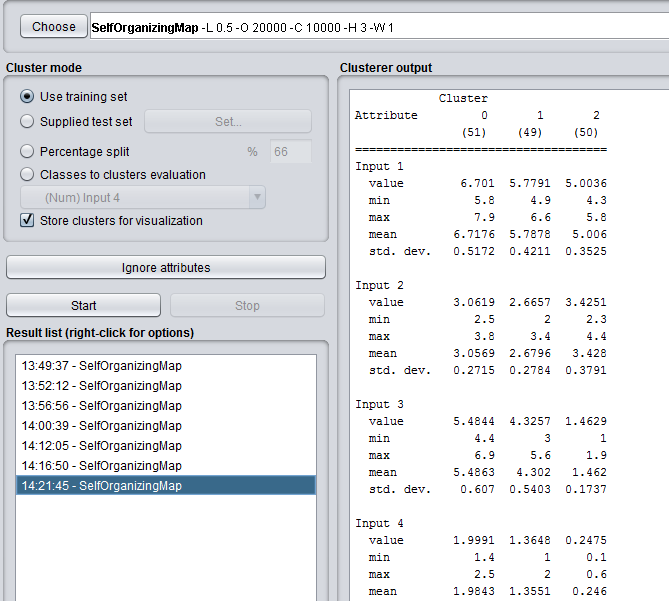 Choose SelfOrganizingMap -L 0.5 -O 20000 -C 10000 -H 3 -W 1
Cluster mode
Use training set
Supplied test set Set...
Percentage split % 66
Classes to clusters evaluation
(Num) Input 4
Store clusters for visualization
Ignore attributes
Start Stop
Result list (right-click for options)
13:49:37 - SelfOrganizingMap
13:52:12 - SelfOrganizingMap
13:56:56 - SelfOrganizingMap
14:00:39 - SelfOrganizingMap
14:12:05 - SelfOrganizingMap
14:16:50 - SelfOrganizingMap
14:21:45 - SelfOrganizingMap
Clusterer output
Cluster
Attribute 0 1 2
(51) (49) (50)
======================================
Input 1
value 6.701 5.7791 5.0036
min 5.8 4.9 4.3
max 7.9 6.6 5.8
mean 6.7176 5.7878 5.006
std. dev. 0.5172 0.4211 0.3525
Input 2
value 3.0619 2.6657 3.4251
min 2.5 2 2.3
max 3.8 3.4 4.4
mean 3.0569 2.6796 3.428
std. dev. 0.2715 0.2784 0.3791
Input 3
value 5.4844 4.3257 1.4629
min 4.4 3 1
max 6.9 5.6 1.9
mean 5.4863 4.302 1.462
std. dev. 0.607 0.5403 0.1737
Input 4
value 1.9991 1.3648 0.2475
min 1.4 1 0.1
max 2.5 2 0.6
mean 1.9843 1.3551 0.246